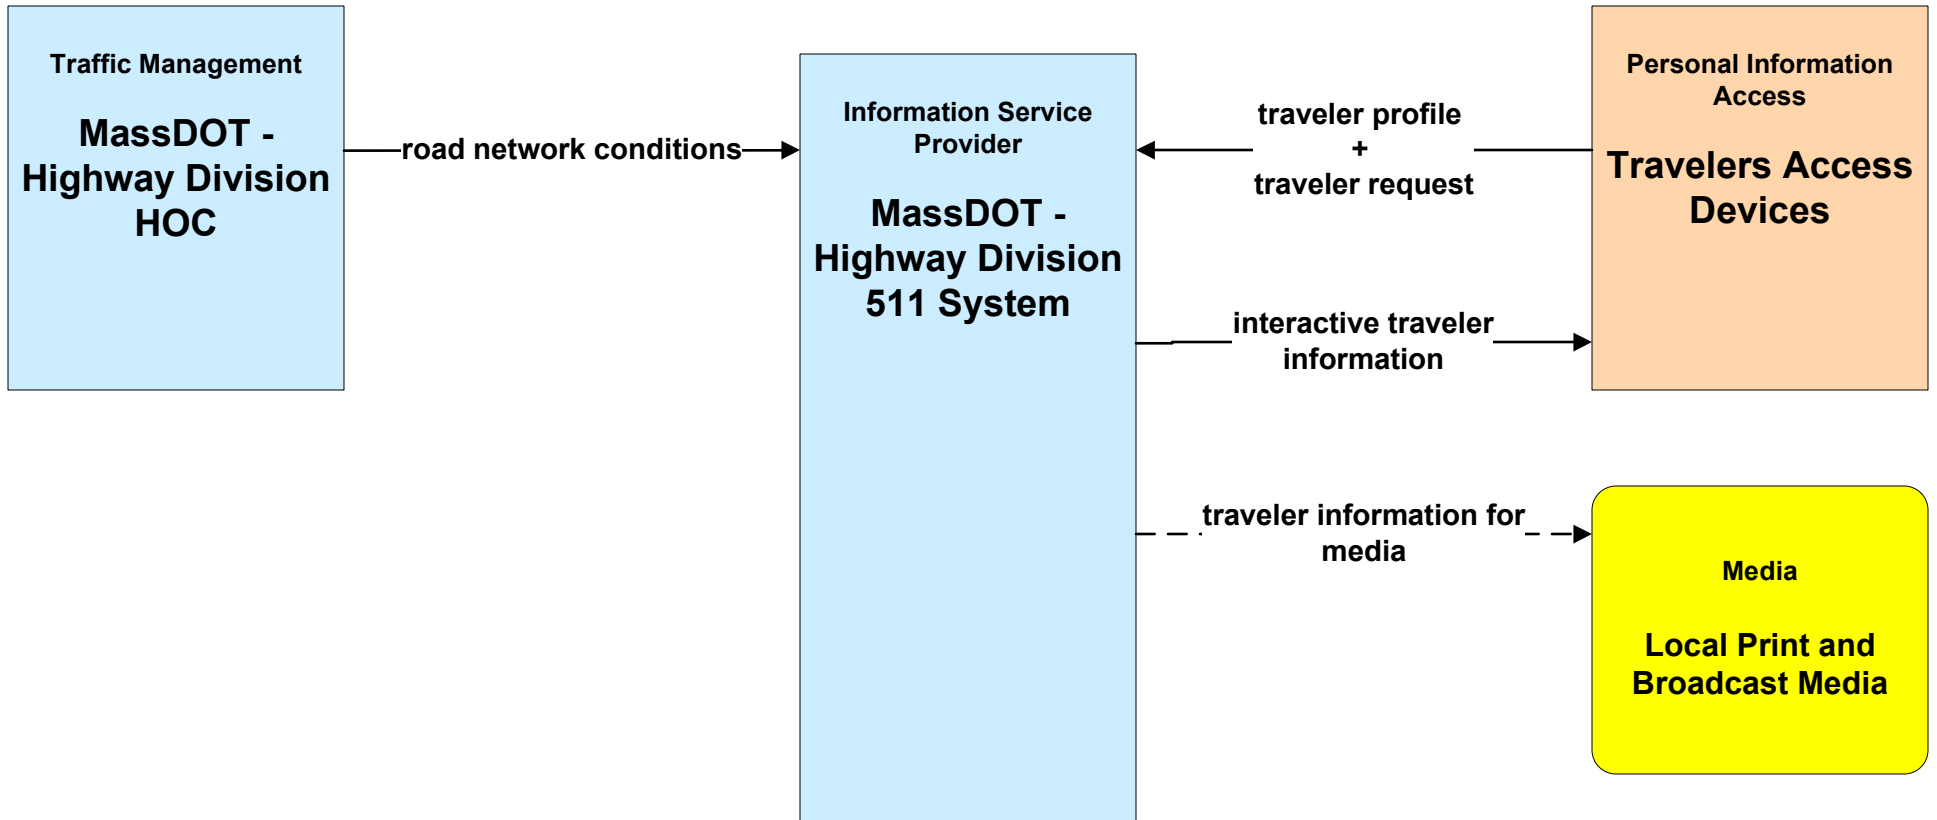 Traffic Management
MassDOT -
Highway Division
HOC
road network conditions
Information Service
Provider
MassDOT -
Highway Division
511 System
traveler profile
+
traveler request
Personal Information
Access
Travelers Access
Devices
interactive traveler
information
traveler information for
media
Media
Local Print and
Broadcast Media